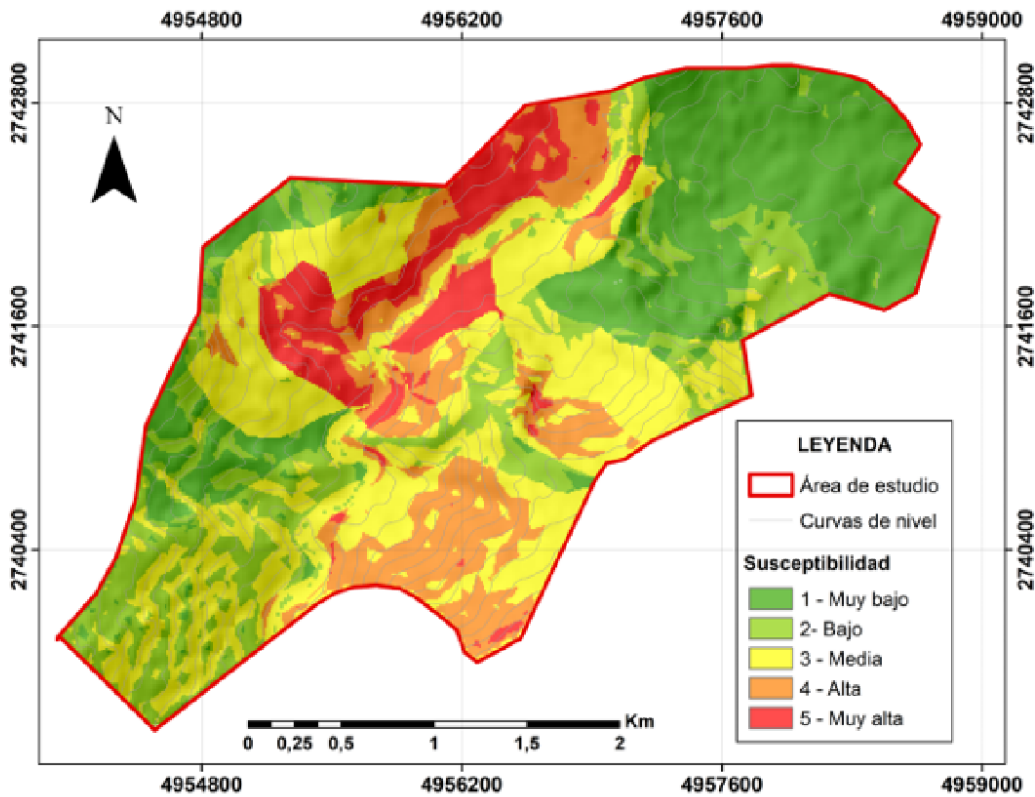 4954800 4956200 4957600 4959000
2742800 2742800
N
2741600 2741600
2740400 2740400
LEYENDA
Área de estudio
Curvas de nivel
Susceptibilidad
1 - Muy bajo
2- Bajo
3 - Media
4 - Alta
5 - Muy alta
Km
0 0,25 0,5 1 1,5 2
4954800 4956200 4957600 4959000